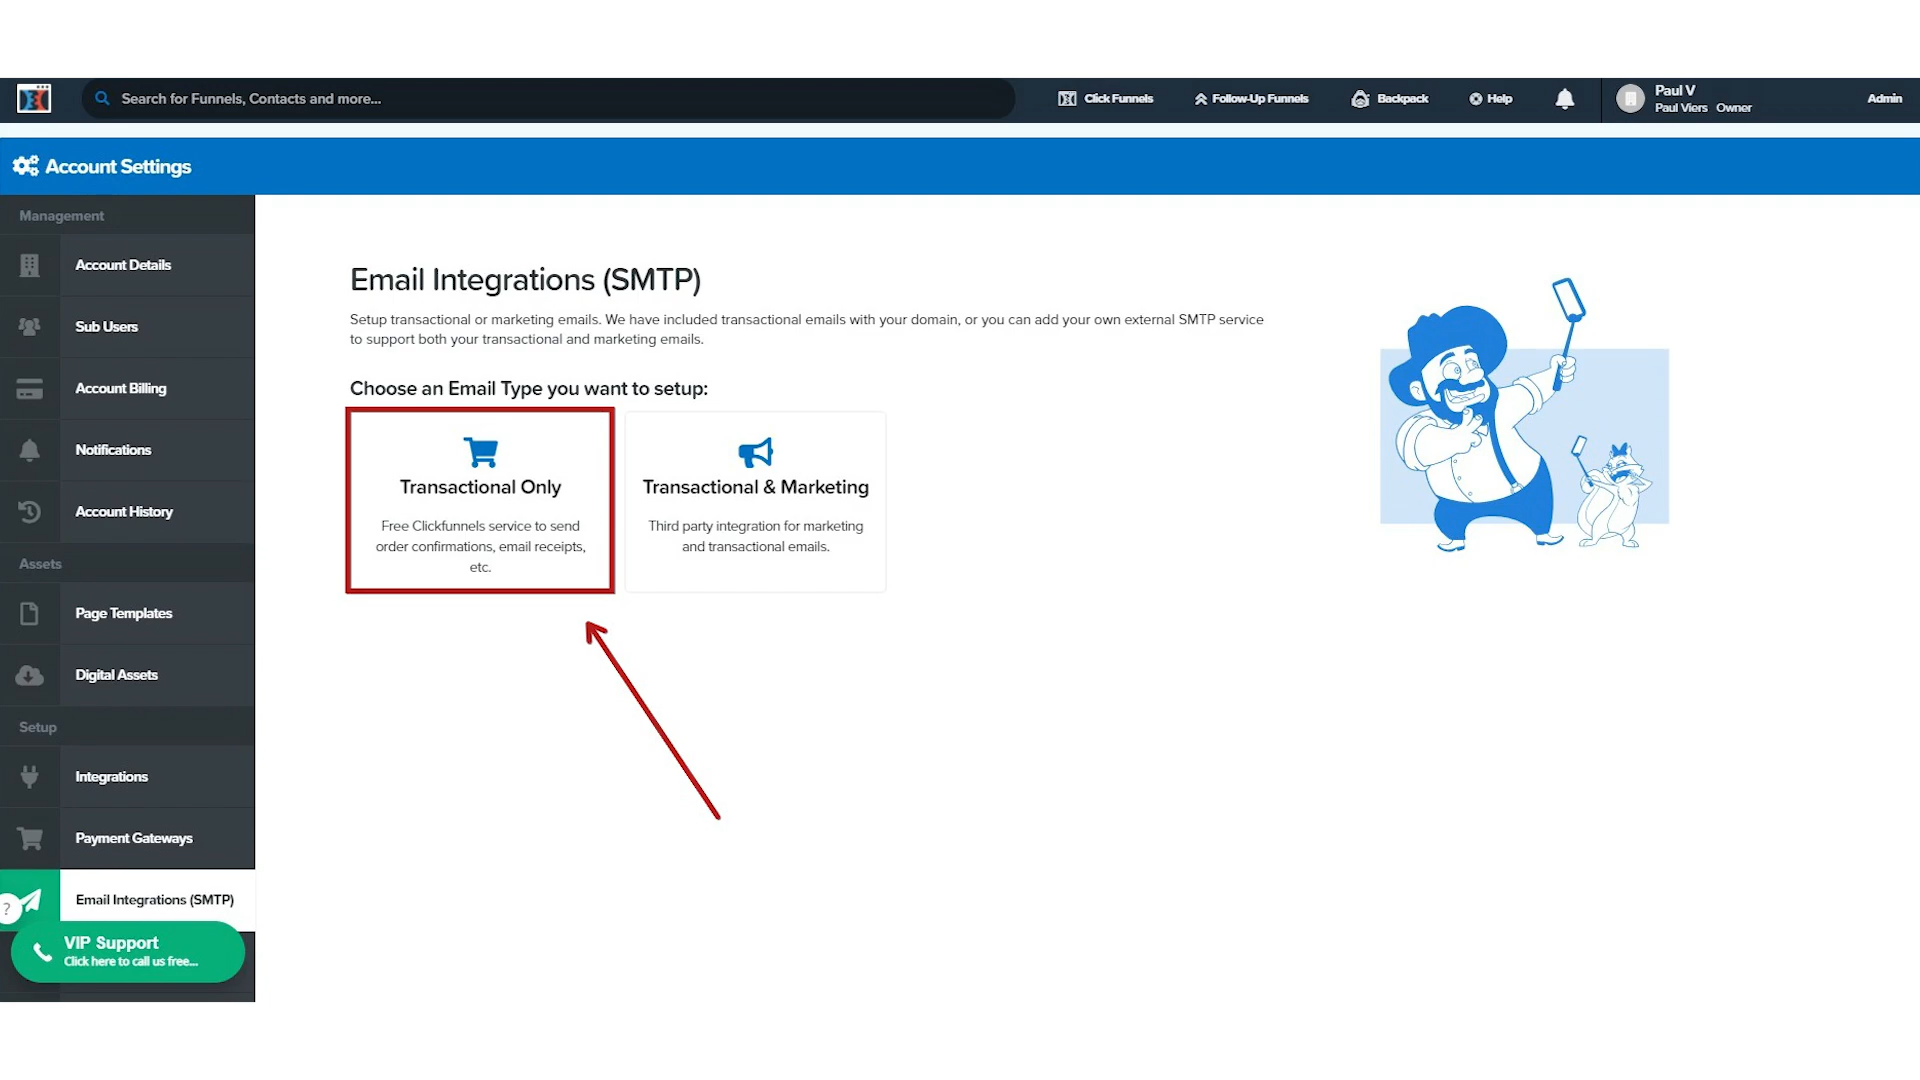 Search for Funnels, Contacts and more...
Click Funnels
Follow-Up Funnels
Backpack
Help
Paul V
Paul Viers Owner
Admin
Account Settings
Management
Account Details
Sub Users
Account Billing
Notifications
Account History
Assets
Page Templates
Digital Assets
Setup
Integrations
Payment Gateways
Email Integrations (SMTP)
?
VIP Support
Click here to call us free...
Email Integrations (SMTP)
Setup transactional or marketing emails. We have included transactional emails with your domain, or you can add your own external SMTP service
to support both your transactional and marketing emails.
Choose an Email Type you want to setup:
Transactional Only
Free Clickfunnels service to send
order confirmations, email receipts,
etc.
Transactional & Marketing
Third party integration for marketing
and transactional emails.